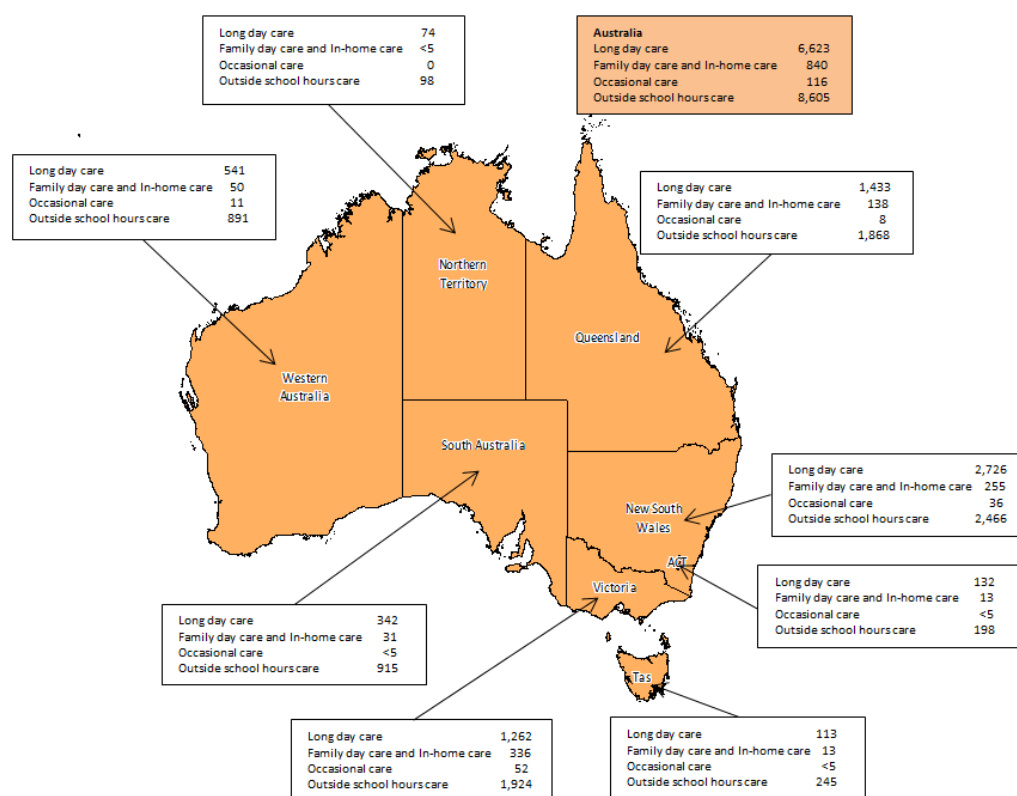 Long day care 74
Family day care and In-home care <5
Occasional care 0
Outside school hours care 98
Australia
Long day care 6,623
Family day care and In-home care 840
Occasional care 116
Outside school hours care 8,605
Long day care 541
Family day care and In-home care 50
Occasional care 11
Outside school hours care 891
Long day care 1,433
Family day care and In-home care 138
Occasional care 8
Outside school hours care 1,868
Northern
Territory
Queensland
Western
Australia
South Australia
Long day care 2,726
Family day care and In-home care 255
Occasional care 36
Outside school hours care 2,466
New South
Wales
ACT
Long day care 132
Family day care and In-home care 13
Occasional care <5
Outside school hours care 198
Victoria
Long day care 342
Family day care and In-home care 31
Occasional care <5
Outside school hours care 915
Tas
Long day care 1,262
Family day care and In-home care 336
Occasional care 52
Outside school hours care 1,924
Long day care 113
Family day care and In-home care 13
Occasional care <5
Outside school hours care 245